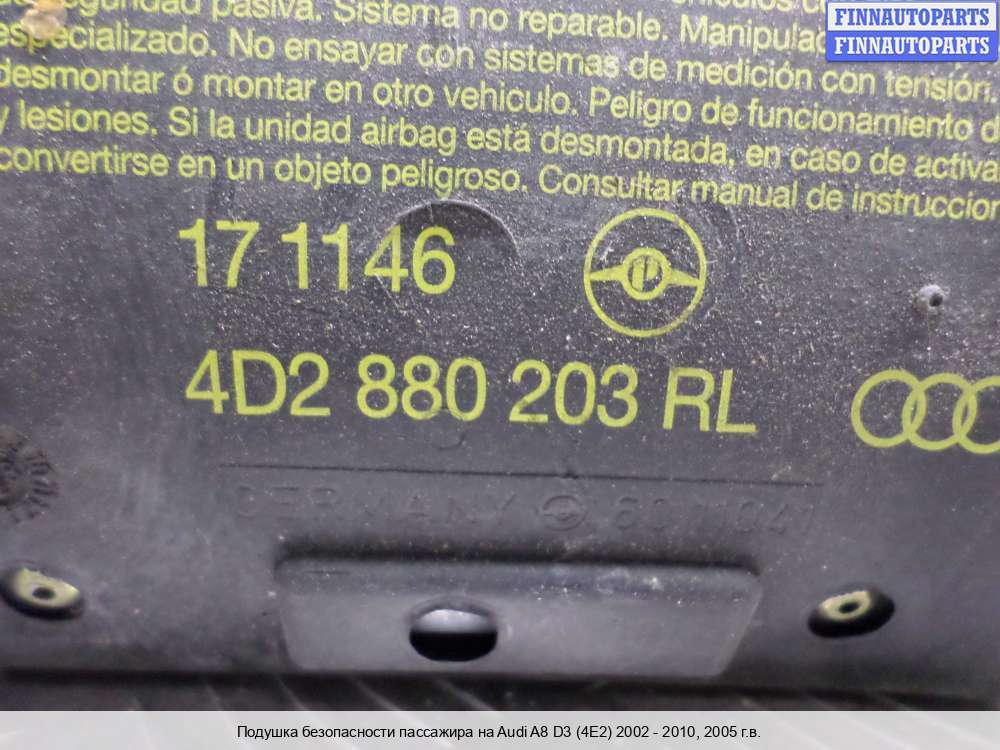 seguridad pasiva. Sistema no reparable. Manipulac
especializado. No ensayar con sistemas de medición con tensión.
desmontar ó montar en otro vehiculo. Peligro de funcionamiento d
y lesiones. Si la unidad airbag está desmontada, en caso de activa
convertirse en un objeto peligroso. Consultar manual de instruccion
FINNAUTOPARTS
FINNAUTOPARTS
17 1146
4D2 880 203 RL
GERMANY 6071041
Подушка безопасности пассажира на Audi A8 D3 (4E2) 2002 - 2010, 2005 г.в.